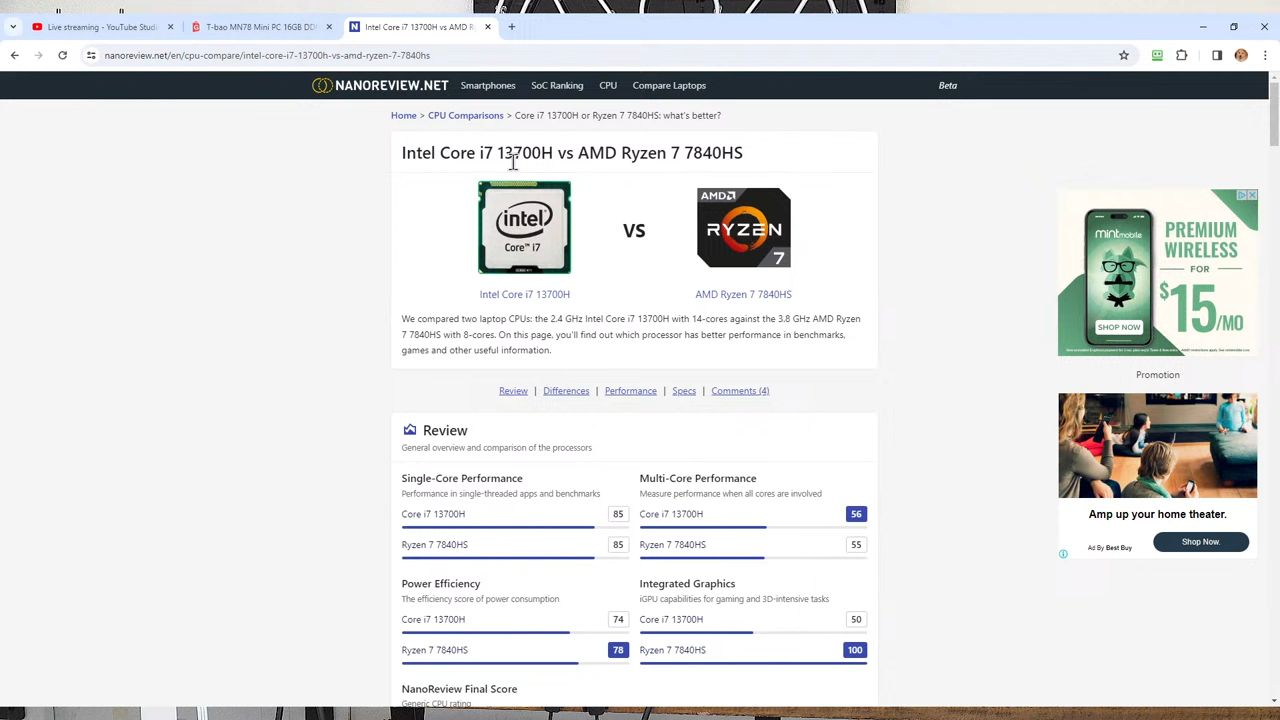 Live streaming - YouTube Studi
T-bao MN78 Mini PC 16GB DD
Intel Core i7 13700H vs AMD R
nanoreview.net/en/cpu-compare/intel-core-i7-13700h-vs-amd-ryzen-7-7840hs
NANOREVIEW.NET
Smartphones
SoC Ranking
CPU
Compare Laptops
Beta
Home > CPU Comparisons > Core i7 13700H or Ryzen 7 7840HS: what's better?
Intel Core i7 13700H vs AMD Ryzen 7 7840HS
intel
Core™ i7
VS
AMD
RYZEN
7
Intel Core i7 13700H
AMD Ryzen 7 7840HS
We compared two laptop CPUs: the 2.4 GHz Intel Core i7 13700H with 14-cores against the 3.8 GHz AMD Ryzen
7 7840HS with 8-cores. On this page, you'll find out which processor has better performance in benchmarks,
games and other useful information.
Review | Differences | Performance | Specs | Comments (4)
Review
General overview and comparison of the processors
Single-Core Performance
Performance in single-threaded apps and benchmarks
Core i7 13700H 85
Ryzen 7 7840HS 85
Multi-Core Performance
Measure performance when all cores are involved
Core i7 13700H 56
Ryzen 7 7840HS 55
Power Efficiency
The efficiency score of power consumption
Core i7 13700H 74
Ryzen 7 7840HS 78
Integrated Graphics
iGPU capabilities for gaming and 3D-intensive tasks
Core i7 13700H 50
Ryzen 7 7840HS 100
NanoReview Final Score
Generic CPU rating
mintmobile
SHOP NOW
PREMIUM
WIRELESS
FOR
$15/MO
Promotion
Amp up your home theater.
Ad By Best Buy
Shop Now.